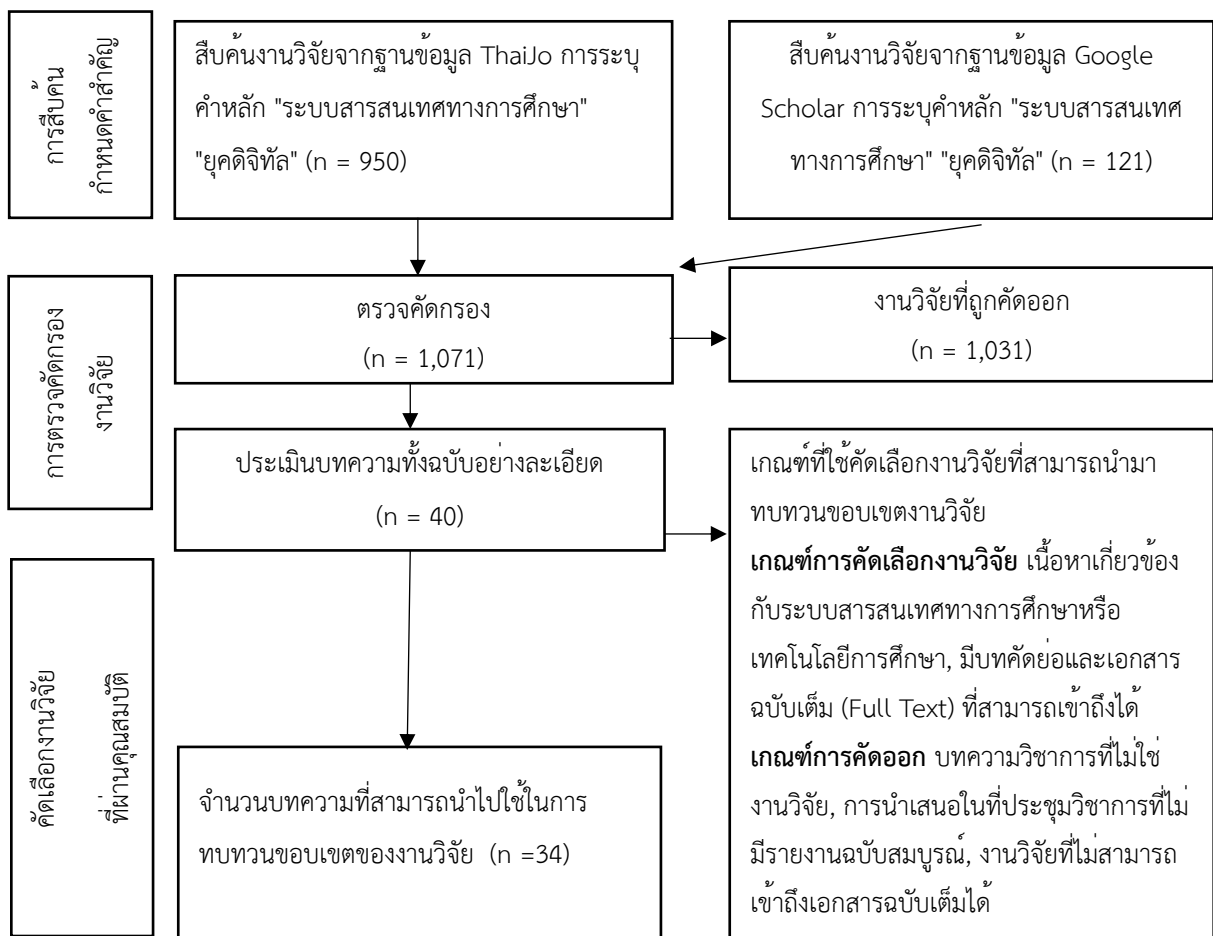 การสืบค้น
กำหนดคำสำคัญ
สืบค้นงานวิจัยจากฐานข้อมูล ThaiJo การระบุ
คำหลัก "ระบบสารสนเทศทางการศึกษา"
"ยุคดิจิทัล" (n = 950)
สืบค้นงานวิจัยจากฐานข้อมูล Google
Scholar การระบุคำหลัก "ระบบสารสนเทศ
ทางการศึกษา" "ยุคดิจิทัล" (n = 121)
การตรวจคัดกรอง
งานวิจัย
ตรวจคัดกรอง
(n = 1,071)
งานวิจัยที่ถูกคัดออก
(n = 1,031)
ประเมินบทความทั้งฉบับอย่างละเอียด
(n = 40)
เกณฑ์ที่ใช้คัดเลือกงานวิจัยที่สามารถนำมา
ทบทวนขอบเขตงานวิจัย
เกณฑ์การคัดเลือกงานวิจัย เนื้อหาเกี่ยวข้อง
กับระบบสารสนเทศทางการศึกษาหรือ
เทคโนโลยีการศึกษา, มีบทคัดย่อและเอกสาร
ฉบับเต็ม (Full Text) ที่สามารถเข้าถึงได้
เกณฑ์การคัดออก บทความวิชาการที่ไม่ใช่
งานวิจัย, การนำเสนอในที่ประชุมวิชาการที่ไม่
มีรายงานฉบับสมบูรณ์, งานวิจัยที่ไม่สามารถ
เข้าถึงเอกสารฉบับเต็มได้
คัดเลือกงานวิจัย
ที่ผ่านคุณสมบัติ
จำนวนบทความที่สามารถนำไปใช้ในการ
ทบทวนขอบเขตของงานวิจัย (n =34)